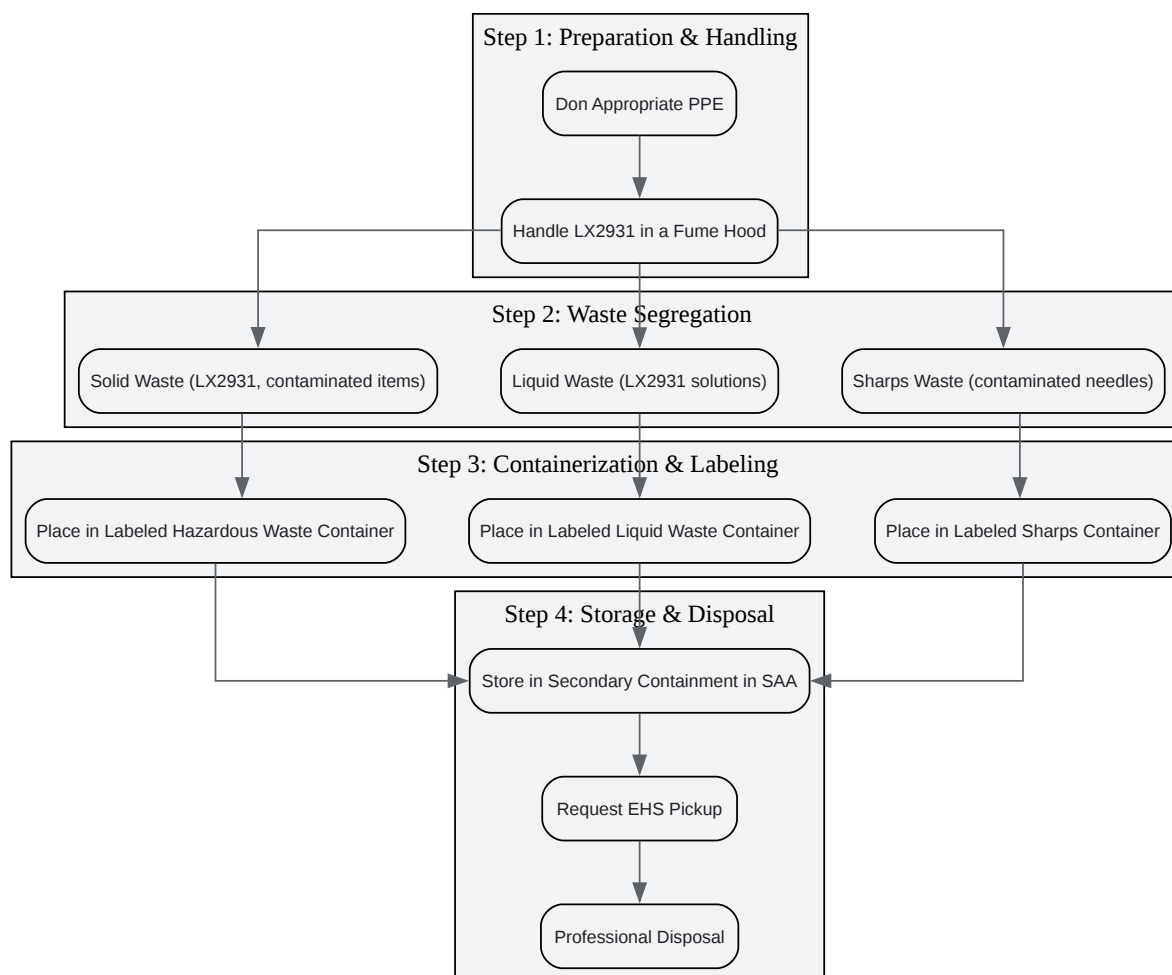 Step 1: Preparation & Handling
Don Appropriate PPE
Handle LX2931 in a Fume Hood
Step 2: Waste Segregation
Solid Waste (LX2931, contaminated items)
Liquid Waste (LX2931 solutions)
Sharps Waste (contaminated needles)
Step 3: Containerization & Labeling
Place in Labeled Hazardous Waste Container
Place in Labeled Liquid Waste Container
Place in Labeled Sharps Container
Step 4: Storage & Disposal
Store in Secondary Containment in SAA
Request EHS Pickup
Professional Disposal